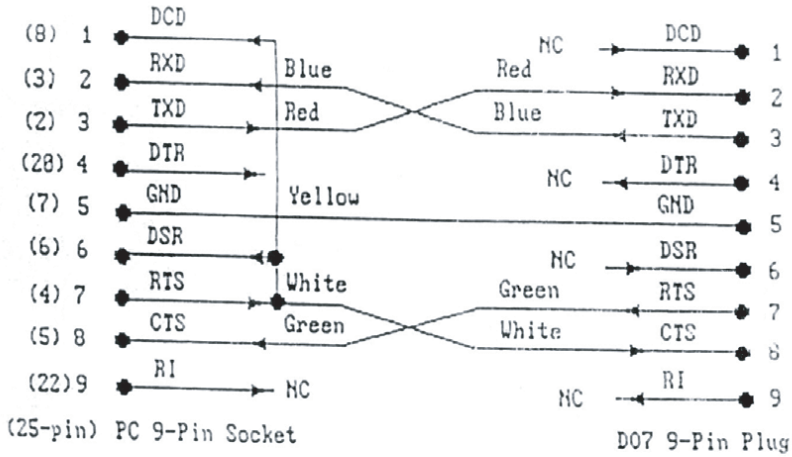 (8) 1 DCD NC DCD 1
(3) 2 RXD Blue Red RXD 2
(2) 3 TXD Red Blue TXD 3
(20) 4 DTR NC DTR 4
(7) 5 GND Yellow GND 5
(6) 6 DSR NC DSR 6
(4) 7 RTS White Green RTS 7
(5) 8 CTS Green White CTS 8
(22) 9 RI NC NC RI 9
(25-pin) PC 9-Pin Socket D07 9-Pin Plug